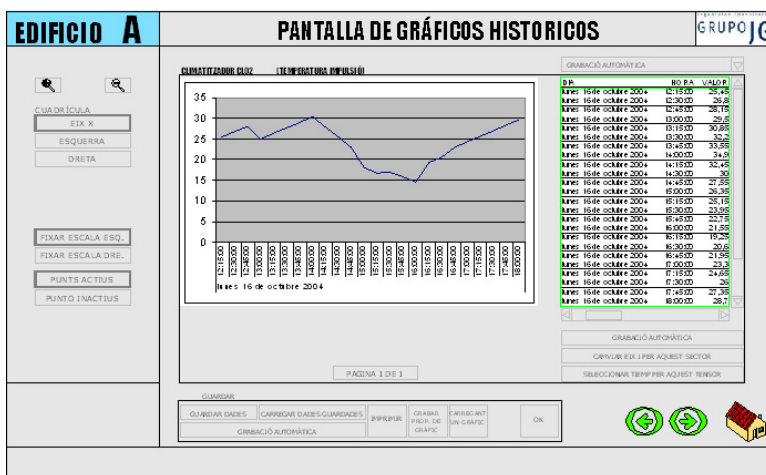 EDIFICIO A
PANTALLA DE GRÁFICOS HISTORICOS
GRUPO JG
CLIMATITZADOR CL02 (TEMPERATURA IMPULSIÓ)
GRABACIÓ AUTOMÀTICA
CUADRÍCULA
EIX X
ESQUERRA
DRETA
FIXAR ESCALA ESQ.
FIXAR ESCALA DRE.
PUNTS ACTIUS
PUNTO INACTIUS
35
30
25
20
15
10
5
0
12:15:00
12:30:00
12:45:00
13:00:00
13:15:00
13:30:00
13:45:00
14:00:00
14:15:00
14:30:00
14:45:00
15:00:00
15:15:00
15:30:00
15:45:00
16:00:00
16:15:00
16:30:00
16:45:00
17:00:00
17:15:00
17:30:00
17:45:00
18:00:00
lunes 16 de octubre 2004
DIA HORA VALOR
lunes 16 de octubre 2004 12:15:00 25,45
lunes 16 de octubre 2004 12:30:00 26,8
lunes 16 de octubre 2004 12:45:00 28,15
lunes 16 de octubre 2004 13:00:00 29,5
lunes 16 de octubre 2004 13:15:00 30,85
lunes 16 de octubre 2004 13:30:00 32,2
lunes 16 de octubre 2004 13:45:00 33,55
lunes 16 de octubre 2004 14:00:00 34,9
lunes 16 de octubre 2004 14:15:00 32,45
lunes 16 de octubre 2004 14:30:00 30
lunes 16 de octubre 2004 14:45:00 27,55
lunes 16 de octubre 2004 15:00:00 26,35
lunes 16 de octubre 2004 15:15:00 25,15
lunes 16 de octubre 2004 15:30:00 23,95
lunes 16 de octubre 2004 15:45:00 22,75
lunes 16 de octubre 2004 16:00:00 21,55
lunes 16 de octubre 2004 16:15:00 19,25
lunes 16 de octubre 2004 16:30:00 20,6
lunes 16 de octubre 2004 16:45:00 21,95
lunes 16 de octubre 2004 17:00:00 23,3
lunes 16 de octubre 2004 17:15:00 24,65
lunes 16 de octubre 2004 17:30:00 26
lunes 16 de octubre 2004 17:45:00 27,35
lunes 16 de octubre 2004 18:00:00 28,7
GRABACIÓ AUTOMÀTICA
CANVIAR EIX I PER AQUEST SECTOR
SELECCIONAR TIEMP PER AQUEST TENSOR
PAGINA 1 DE 1
GUARDAR
GUARDAR DADES
CARREGAR DADES GUARDADES
GRABACIÓ AUTOMÀTICA
IMPRIMIR
GRABAR
PROP. DE
GRÀFIC
CARREGANT
UN GRÀFIC
OK